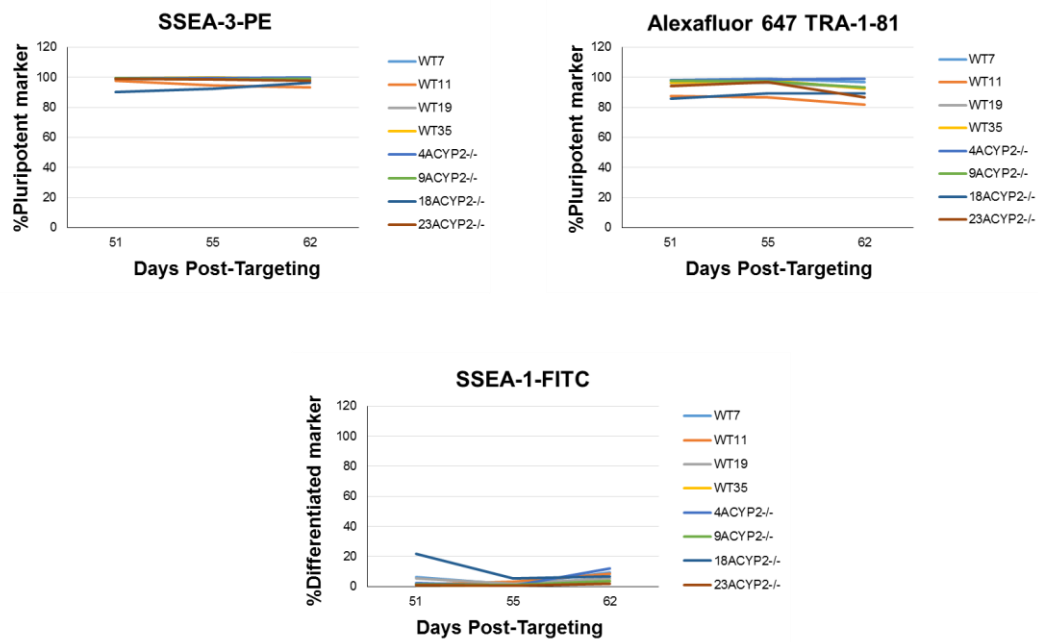 SSEA-3-PE
%Pluripotent marker
120
100
80
60
40
20
0
51
55
62
Days Post-Targeting
WT7
WT11
WT19
WT35
4ACYP2-/-
9ACYP2-/-
18ACYP2-/-
23ACYP2-/-
Alexafluor 647 TRA-1-81
%Pluripotent marker
120
100
80
60
40
20
0
51
55
62
Days Post-Targeting
WT7
WT11
WT19
WT35
4ACYP2-/-
9ACYP2-/-
18ACYP2-/-
23ACYP2-/-
SSEA-1-FITC
%Differentiated marker
120
100
80
60
40
20
0
51
55
62
Days Post-Targeting
WT7
WT11
WT19
WT35
4ACYP2-/-
9ACYP2-/-
18ACYP2-/-
23ACYP2-/-